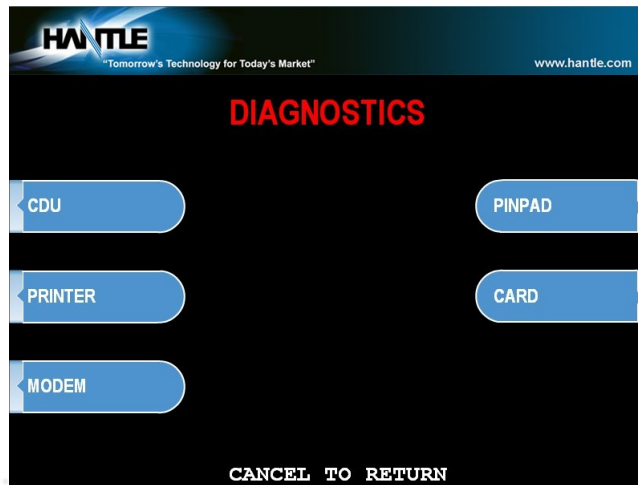 HANTLE
"Tomorrow's Technology for Today's Market"
www.hantle.com
DIAGNOSTICS
CDU
PINPAD
PRINTER
CARD
MODEM
CANCEL TO RETURN